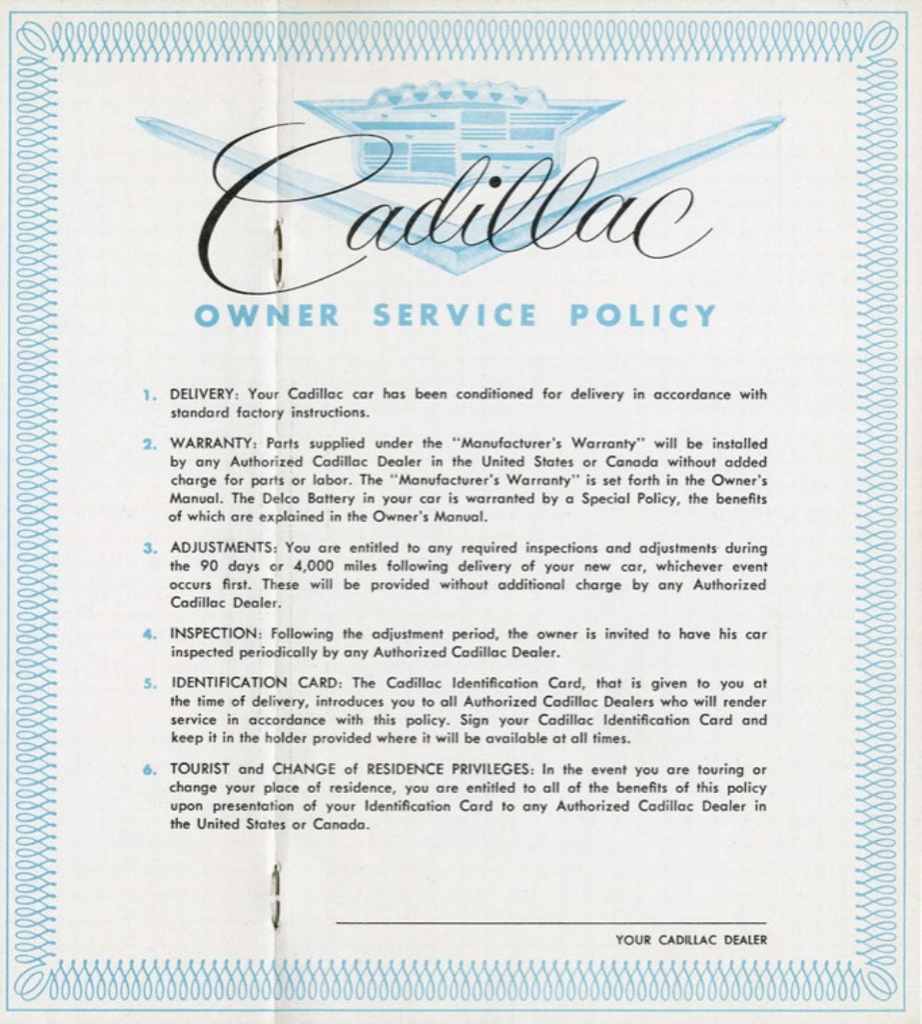 Cadillac
OWNER SERVICE POLICY
1. DELIVERY: Your Cadillac car has been conditioned for delivery in accordance with
standard factory instructions.
2. WARRANTY: Parts supplied under the "Manufacturer's Warranty" will be installed
by any Authorized Cadillac Dealer in the United States or Canada without added
charge for parts or labor. The "Manufacturer's Warranty" is set forth in the Owner's
Manual. The Delco Battery in your car is warranted by a Special Policy, the benefits
of which are explained in the Owner's Manual.
3. ADJUSTMENTS: You are entitled to any required inspections and adjustments during
the 90 days or 4,000 miles following delivery of your new car, whichever event
occurs first. These will be provided without additional charge by any Authorized
Cadillac Dealer.
4. INSPECTION: Following the adjustment period, the owner is invited to have his car
inspected periodically by any Authorized Cadillac Dealer.
5. IDENTIFICATION CARD: The Cadillac Identification Card, that is given to you at
the time of delivery, introduces you to all Authorized Cadillac Dealers who will render
service in accordance with this policy. Sign your Cadillac Identification Card and
keep it in the holder provided where it will be available at all times.
6. TOURIST and CHANGE of RESIDENCE PRIVILEGES: In the event you are touring or
change your place of residence, you are entitled to all of the benefits of this policy
upon presentation of your Identification Card to any Authorized Cadillac Dealer in
the United States or Canada.
YOUR CADILLAC DEALER